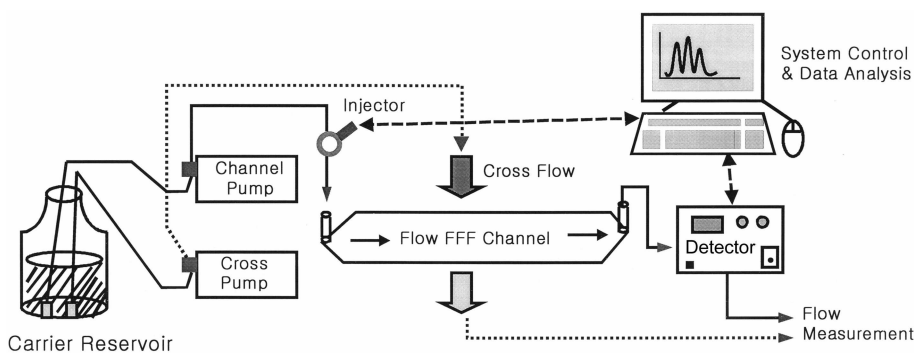 System Control
& Data Analysis
Injector
Channel
Pump
Cross Flow
Flow FFF Channel
Detector
Cross
Pump
Flow
Measurement
Carrier Reservoir